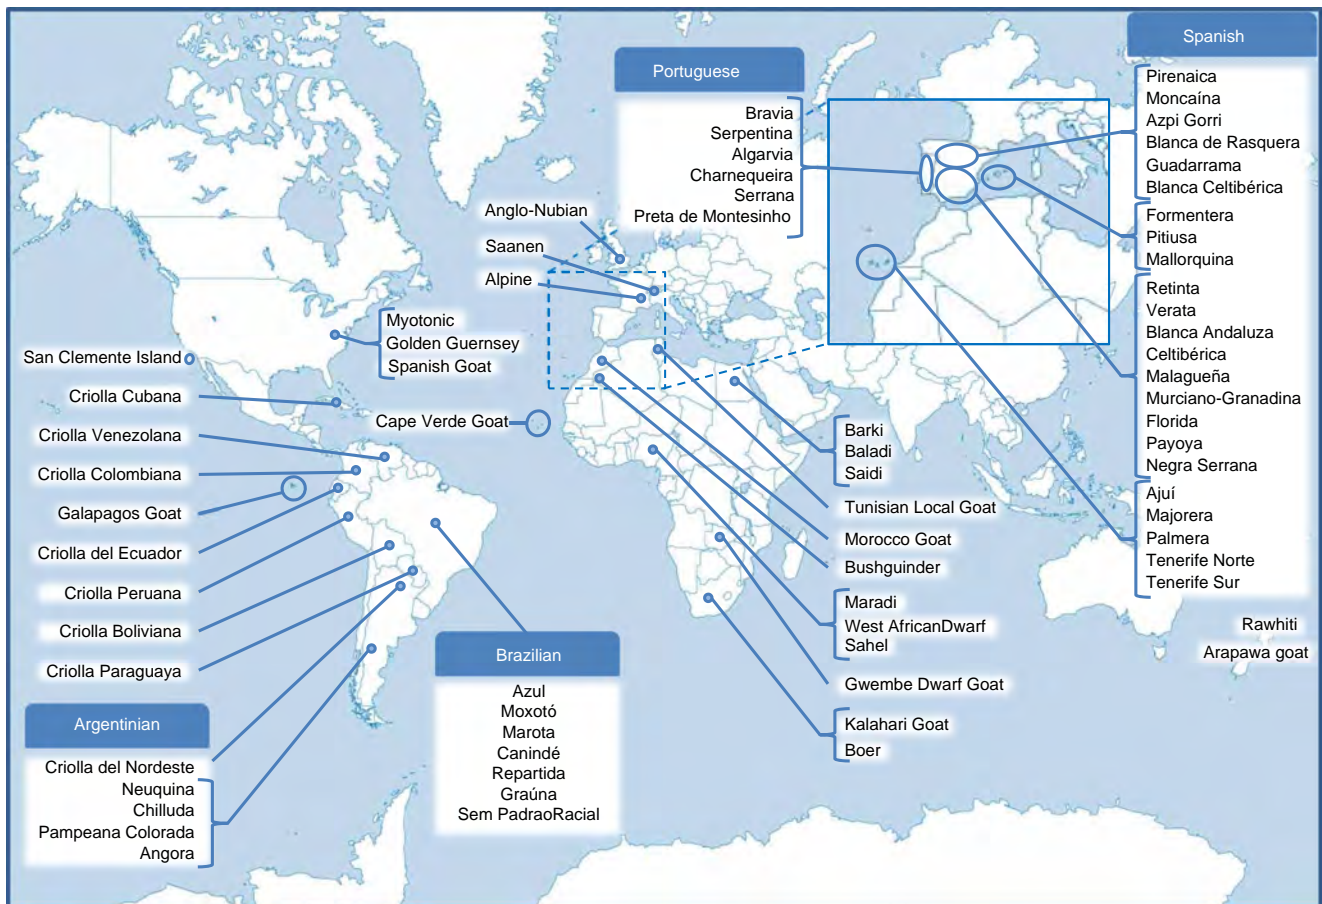 Spanish
Pirenaica
Moncaína
Azpi Gorri
Blanca de Rasquera
Guadarrama
Blanca Celtibérica
Formentera
Pitiusa
Mallorquina
Retinta
Verata
Blanca Andaluza
Celtibérica
Malagueña
Murciano-Granadina
Florida
Payoya
Negra Serrana
Ajuí
Majorera
Palmera
Tenerife Norte
Tenerife Sur
Portuguese
Bravia
Serpentina
Algarvia
Charnequeira
Serrana
Preta de Montesinho
Anglo-Nubian
Saanen
Alpine
Myotonic
Golden Guernsey
Spanish Goat
San Clemente Island
Criolla Cubana
Cape Verde Goat
Criolla Venezolana
Criolla Colombiana
Galapagos Goat
Criolla del Ecuador
Criolla Peruana
Criolla Boliviana
Criolla Paraguaya
Barki
Baladi
Saidi
Tunisian Local Goat
Morocco Goat
Bushguinder
Maradi
West AfricanDwarf
Sahel
Gwembe Dwarf Goat
Kalahari Goat
Boer
Rawhiti
Arapawa goat
Brazilian
Azul
Moxotó
Marota
Canindé
Repartida
Graúna
Sem PadraoRacial
Argentinian
Criolla del Nordeste
Neuquina
Chilluda
Pampeana Colorada
Angora